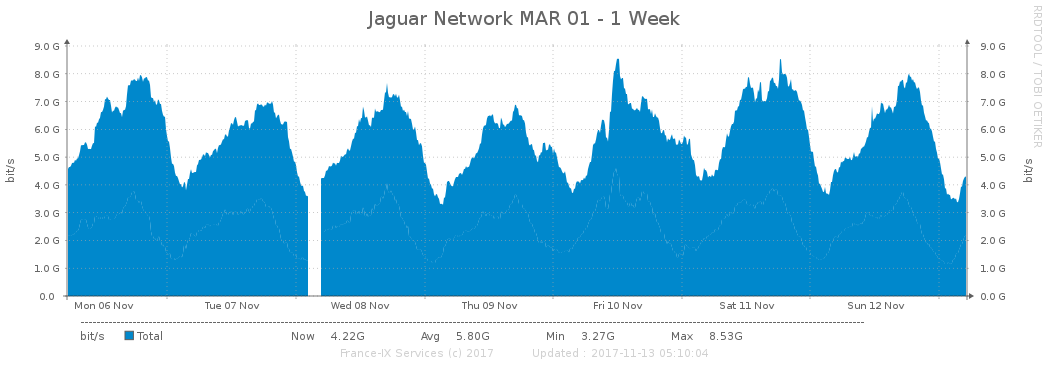 Jaguar Network MAR 01 - 1 Week
RRDTOOL / TOBI OETIKER
bit/s
9.0 G 9.0 G
8.0 G 8.0 G
7.0 G 7.0 G
6.0 G 6.0 G
5.0 G 5.0 G
4.0 G 4.0 G
3.0 G 3.0 G
2.0 G 2.0 G
1.0 G 1.0 G
0.0 0.0 G
bit/s
Mon 06 Nov Tue 07 Nov Wed 08 Nov Thu 09 Nov Fri 10 Nov Sat 11 Nov Sun 12 Nov
bit/s Total Now 4.22G Avg 5.80G Min 3.27G Max 8.53G
France-IX Services (c) 2017 Updated : 2017-11-13 05:10:04